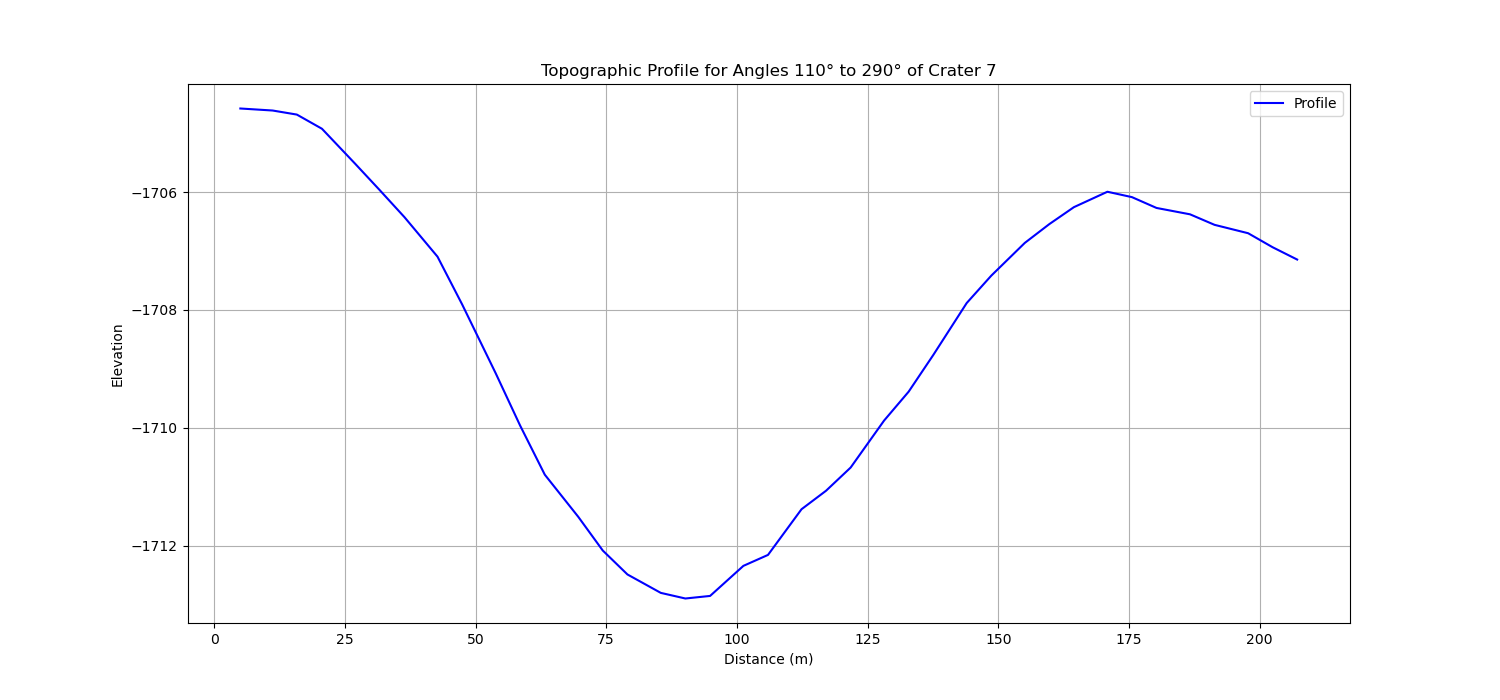 Topographic Profile for Angles 110° to 290° of Crater 7
Profile
Elevation
−1706
−1708
−1710
−1712
0 25 50 75 100 125 150 175 200
Distance (m)